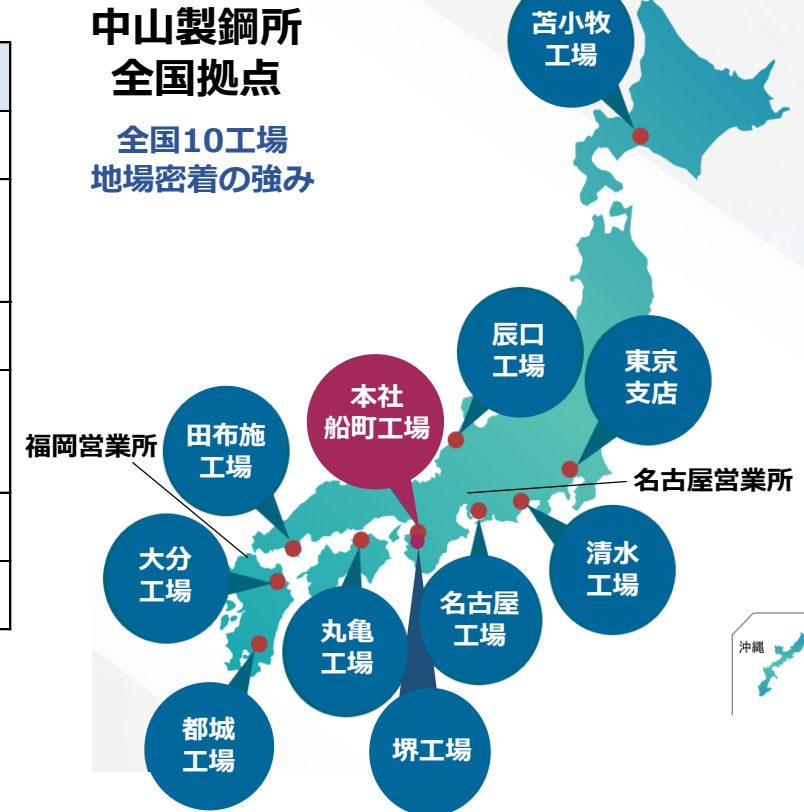 中山製鋼所
全国拠点
全国10工場
地場密着の強み
苫小牧
工場
辰口
工場
東京
支店
本社
船町工場
田布施
工場
福岡営業所
名古屋営業所
大分
工場
清水
工場
名古屋
工場
丸亀
工場
沖縄
都城
工場
堺工場